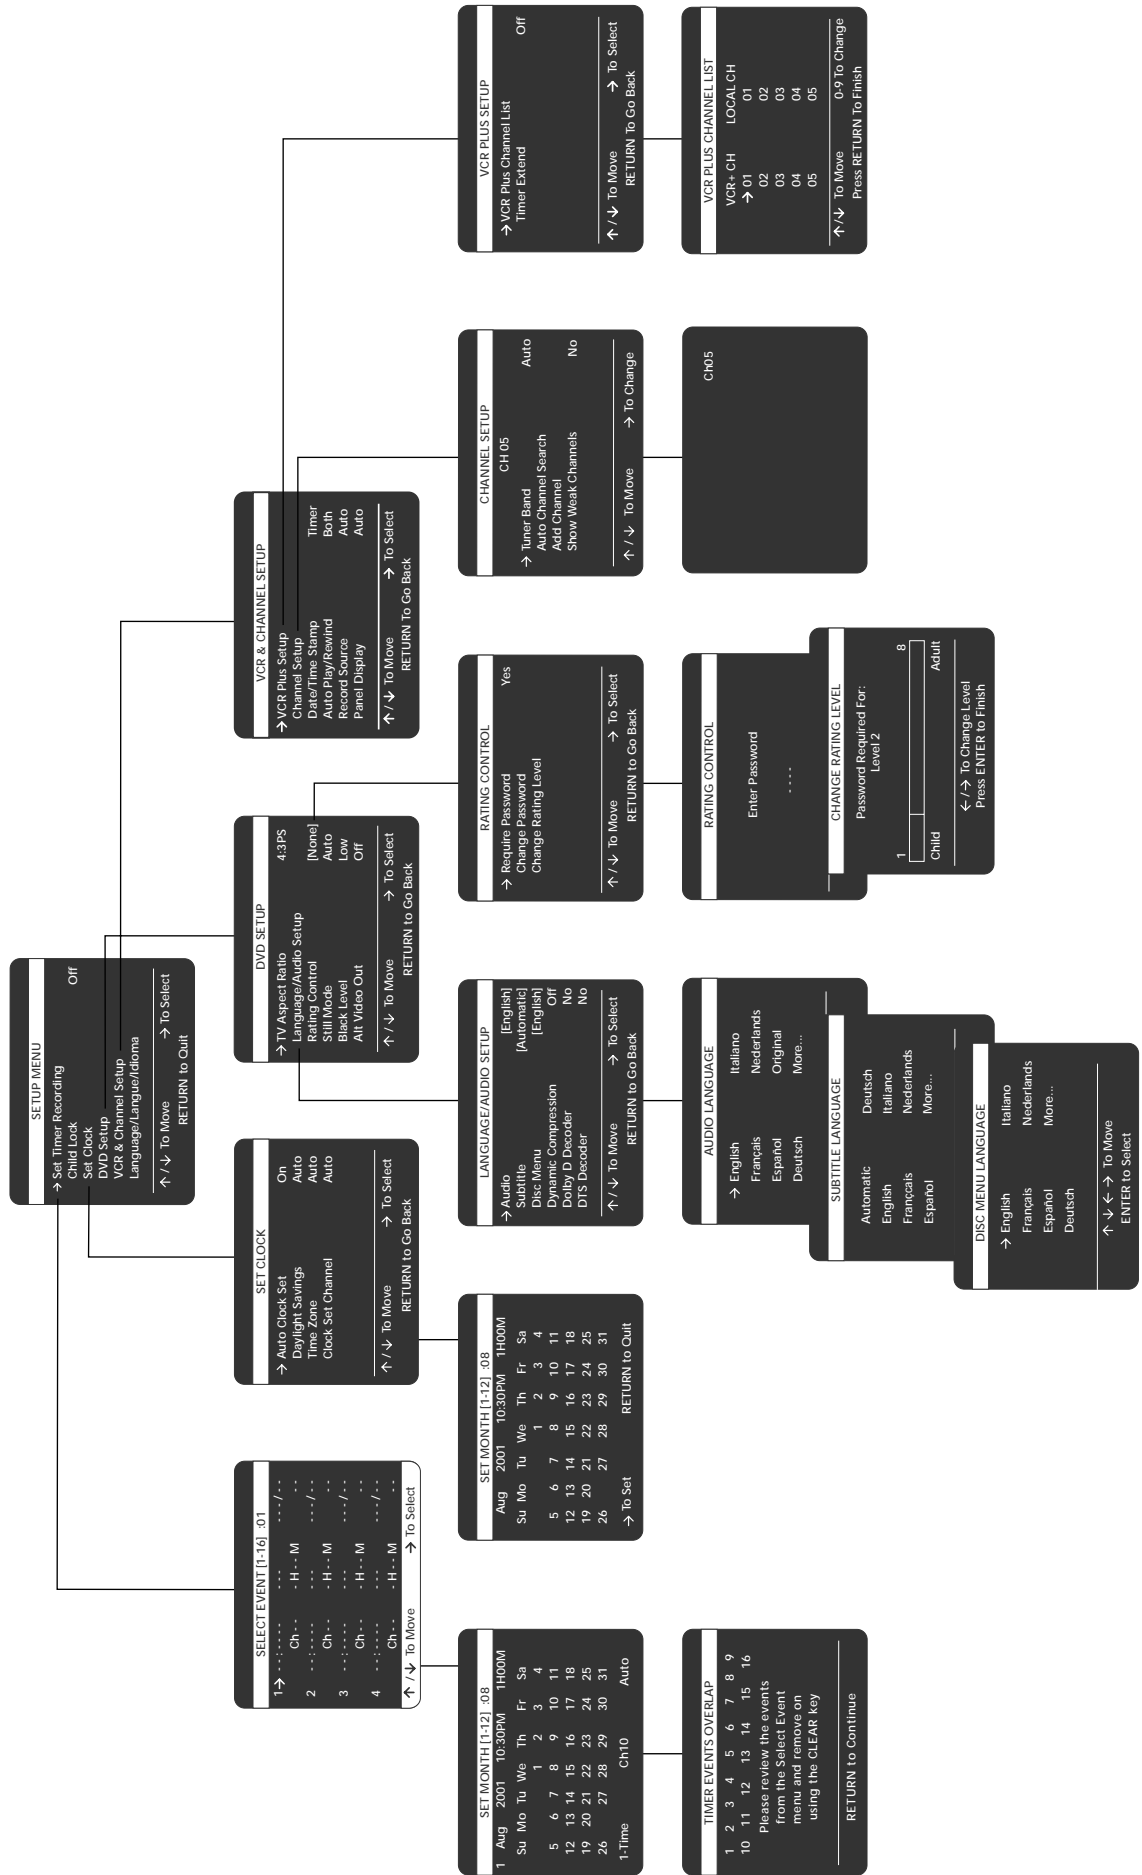 SETUP MENU
→ Set Timer Recording
Child Lock Off
Set Clock
DVD Setup
VCR & Channel Setup
Language/Langue/Idioma
↑ / ↓ To Move → To Select
RETURN to Quit
SELECT EVENT [1-16] :01
1→ - - : - - - - - - - - - - / - -
Ch - - - H - - M - -
2 - - : - - - - - - - - - - / - -
Ch - - - H - - M - -
3 - - : - - - - - - - - - - / - -
Ch - - - H - - M - -
4 - - : - - - - - - - - - - / - -
Ch - - - H - - M - -
↑ / ↓ To Move → To Select
SET CLOCK
→ Auto Clock Set On
Daylight Savings Auto
Time Zone Auto
Clock Set Channel Auto
↑ / ↓ To Move → To Select
RETURN to Go Back
DVD SETUP
→ TV Aspect Ratio 4:3PS
Language/Audio Setup
Rating Control [None]
Still Mode Auto
Black Level Low
Alt Video Out Off
↑ / ↓ To Move → To Select
RETURN to Go Back
VCR & CHANNEL SETUP
→ VCR Plus Setup
Channel Setup
Date/Time Stamp Timer
Auto Play/Rewind Both
Record Source Auto
Panel Display Auto
↑ / ↓ To Move → To Select
RETURN To Go Back
SET MONTH [1-12] :08
1 Aug 2001 10:30PM 1H00M
Su Mo Tu We Th Fr Sa
1 2 3 4
5 6 7 8 9 10 11
12 13 14 15 16 17 18
19 20 21 22 23 24 25
26 27 28 29 30 31
1-Time Ch10 Auto
SET MONTH [1-12] :08
Aug 2001 10:30PM 1H00M
Su Mo Tu We Th Fr Sa
1 2 3 4
5 6 7 8 9 10 11
12 13 14 15 16 17 18
19 20 21 22 23 24 25
26 27 28 29 30 31
→ To Set RETURN to Quit
LANGUAGE/AUDIO SETUP
→ Audio [English]
Subtitle [Automatic]
Disc Menu [English]
Dynamic Compression Off
Dolby D Decoder No
DTS Decoder No
↑ / ↓ To Move → To Select
RETURN to Go Back
RATING CONTROL
→ Require Password Yes
Change Password
Change Rating Level
↑ / ↓ To Move → To Select
RETURN to Go Back
CHANNEL SETUP
CH 05
→ Tuner Band Auto
Auto Channel Search
Add Channel
Show Weak Channels No
↑ / ↓ To Move → To Change
VCR PLUS SETUP
→ VCR Plus Channel List
Timer Extend Off
↑ / ↓ To Move → To Select
RETURN To Go Back
TIMER EVENTS OVERLAP
1 2 3 4 5 6 7 8 9
10 11 12 13 14 15 16
Please review the events
from the Select Event
menu and remove on
using the CLEAR key
RETURN to Continue
AUDIO LANGUAGE
→ English Italiano
Français Nederlands
Español Original
Deutsch More...
SUBTITLE LANGUAGE
Automatic Deutsch
English Italiano
Françcais Nederlands
Español More...
DISC MENU LANGUAGE
→ English Italiano
Français Nederlands
Español More...
Deutsch
↑ ↓ ← → To Move
ENTER to Select
RATING CONTROL
Enter Password
- - - -
CHANGE RATING LEVEL
Password Required For:
Level 2
1 8
Child Adult
← / → To Change Level
Press ENTER to Finish
Ch05
VCR PLUS CHANNEL LIST
VCR+ CH LOCAL CH
→ 01 01
02 02
03 03
04 04
05 05
↑/↓ To Move 0-9 To Change
Press RETURN To Finish